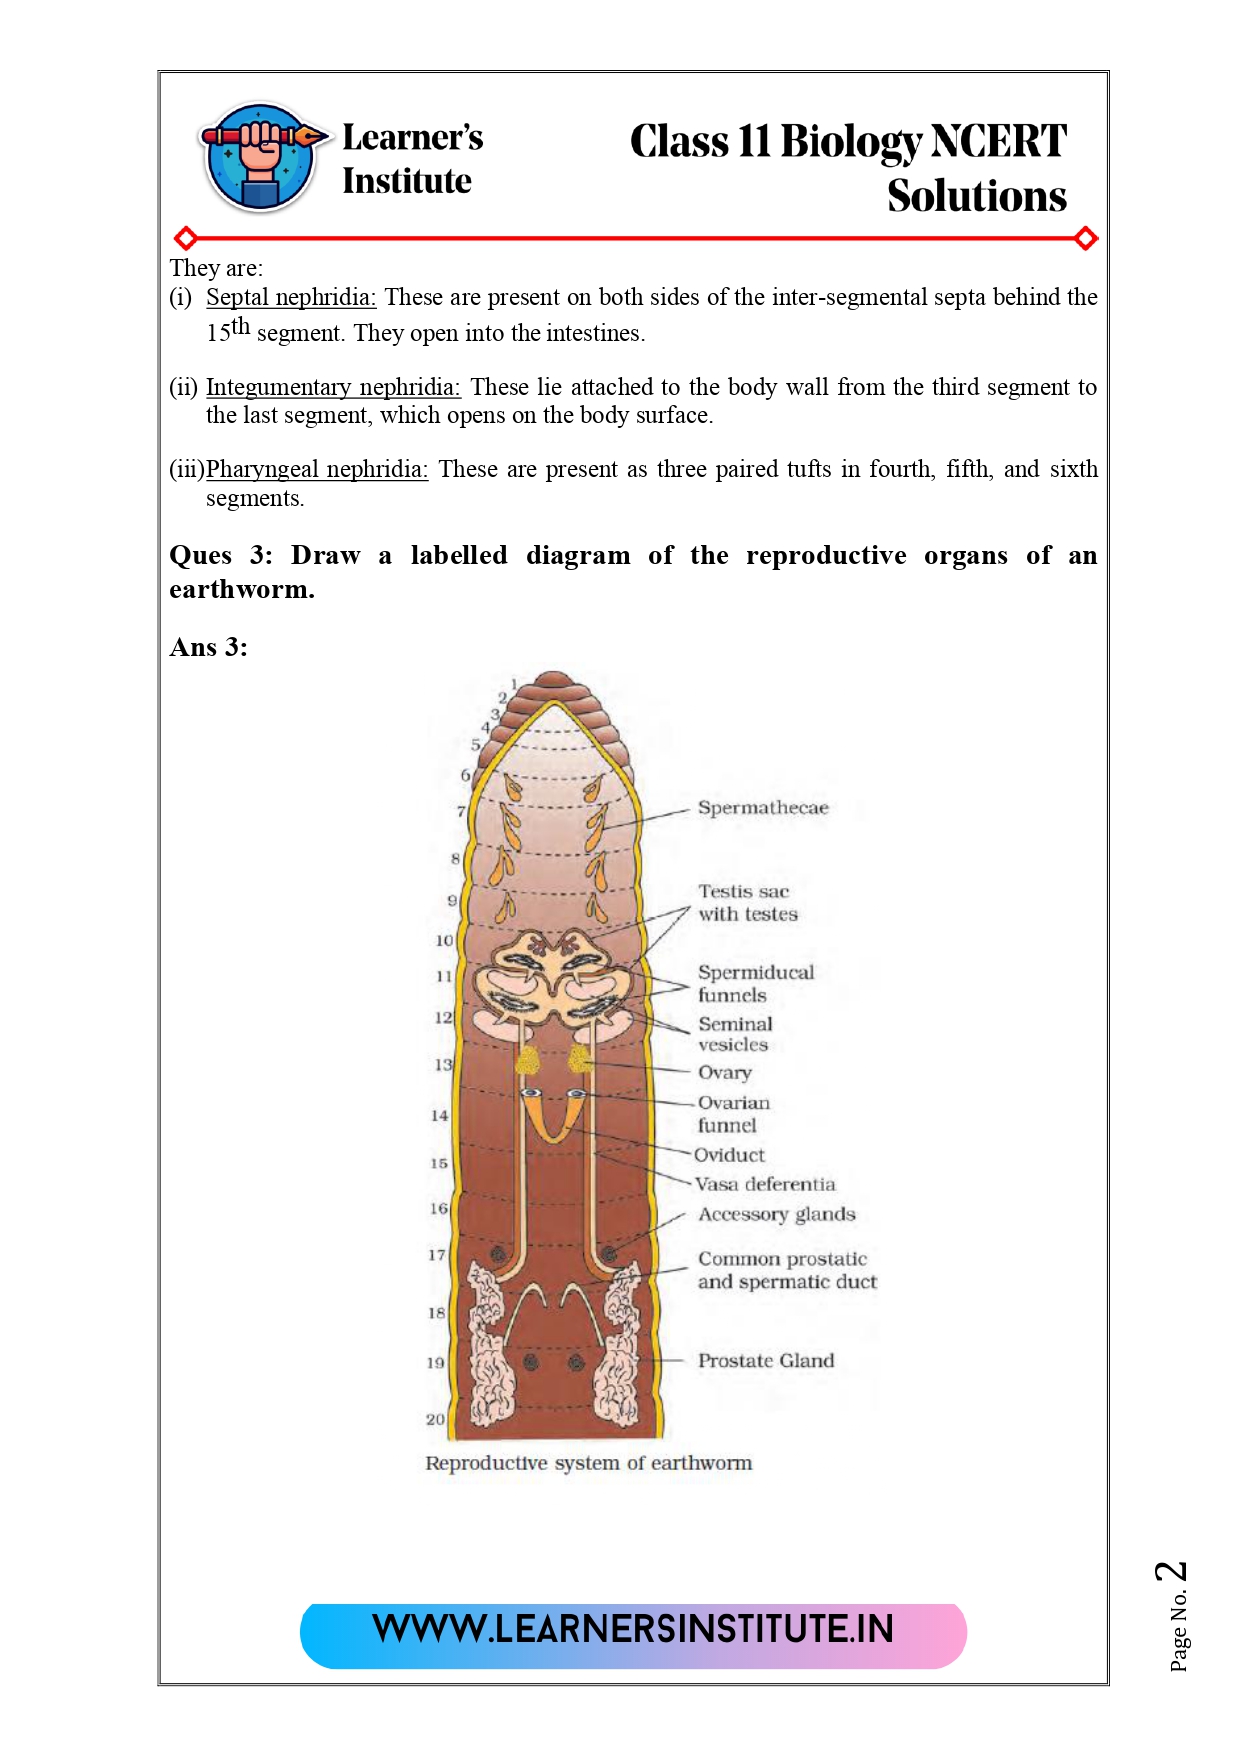 Learner's
Institute
Class 11 Biology NCERT
Solutions
They are:
(i) Septal nephridia: These are present on both sides of the inter-segmental septa behind the
15th segment. They open into the intestines.
(ii) Integumentary nephridia: These lie attached to the body wall from the third segment to
the last segment, which opens on the body surface.
(iii)Pharyngeal nephridia: These are present as three paired tufts in fourth, fifth, and sixth
segments.
Ques 3: Draw a labelled diagram of the reproductive organs of an
earthworm.
Ans 3:
1
2
3
4
5
6
7
8
9
10
11
12
13
14
15
16
17
18
19
20
Spermathecae
Testis sac
with testes
Spermiducal
funnels
Seminal
vesicles
Ovary
Ovarian
funnel
Oviduct
Vasa deferentia
Accessory glands
Common prostatic
and spermatic duct
Prostate Gland
Reproductive system of earthworm
WWW.LEARNERSINSTITUTE.IN
Page No. 2